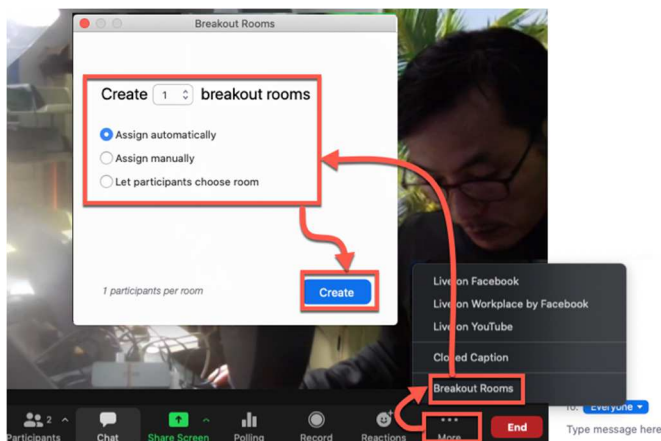 Breakout Rooms
Create 1 breakout rooms
Assign automatically
Assign manually
Let participants choose room
1 participants per room
Create
Live on Facebook
Live on Workplace by Facebook
Live on YouTube
Closed Caption
Breakout Rooms
To: Everyone
2
Participants
Chat
Share Screen
Polling
Record
Reactions
More
End
Type message here